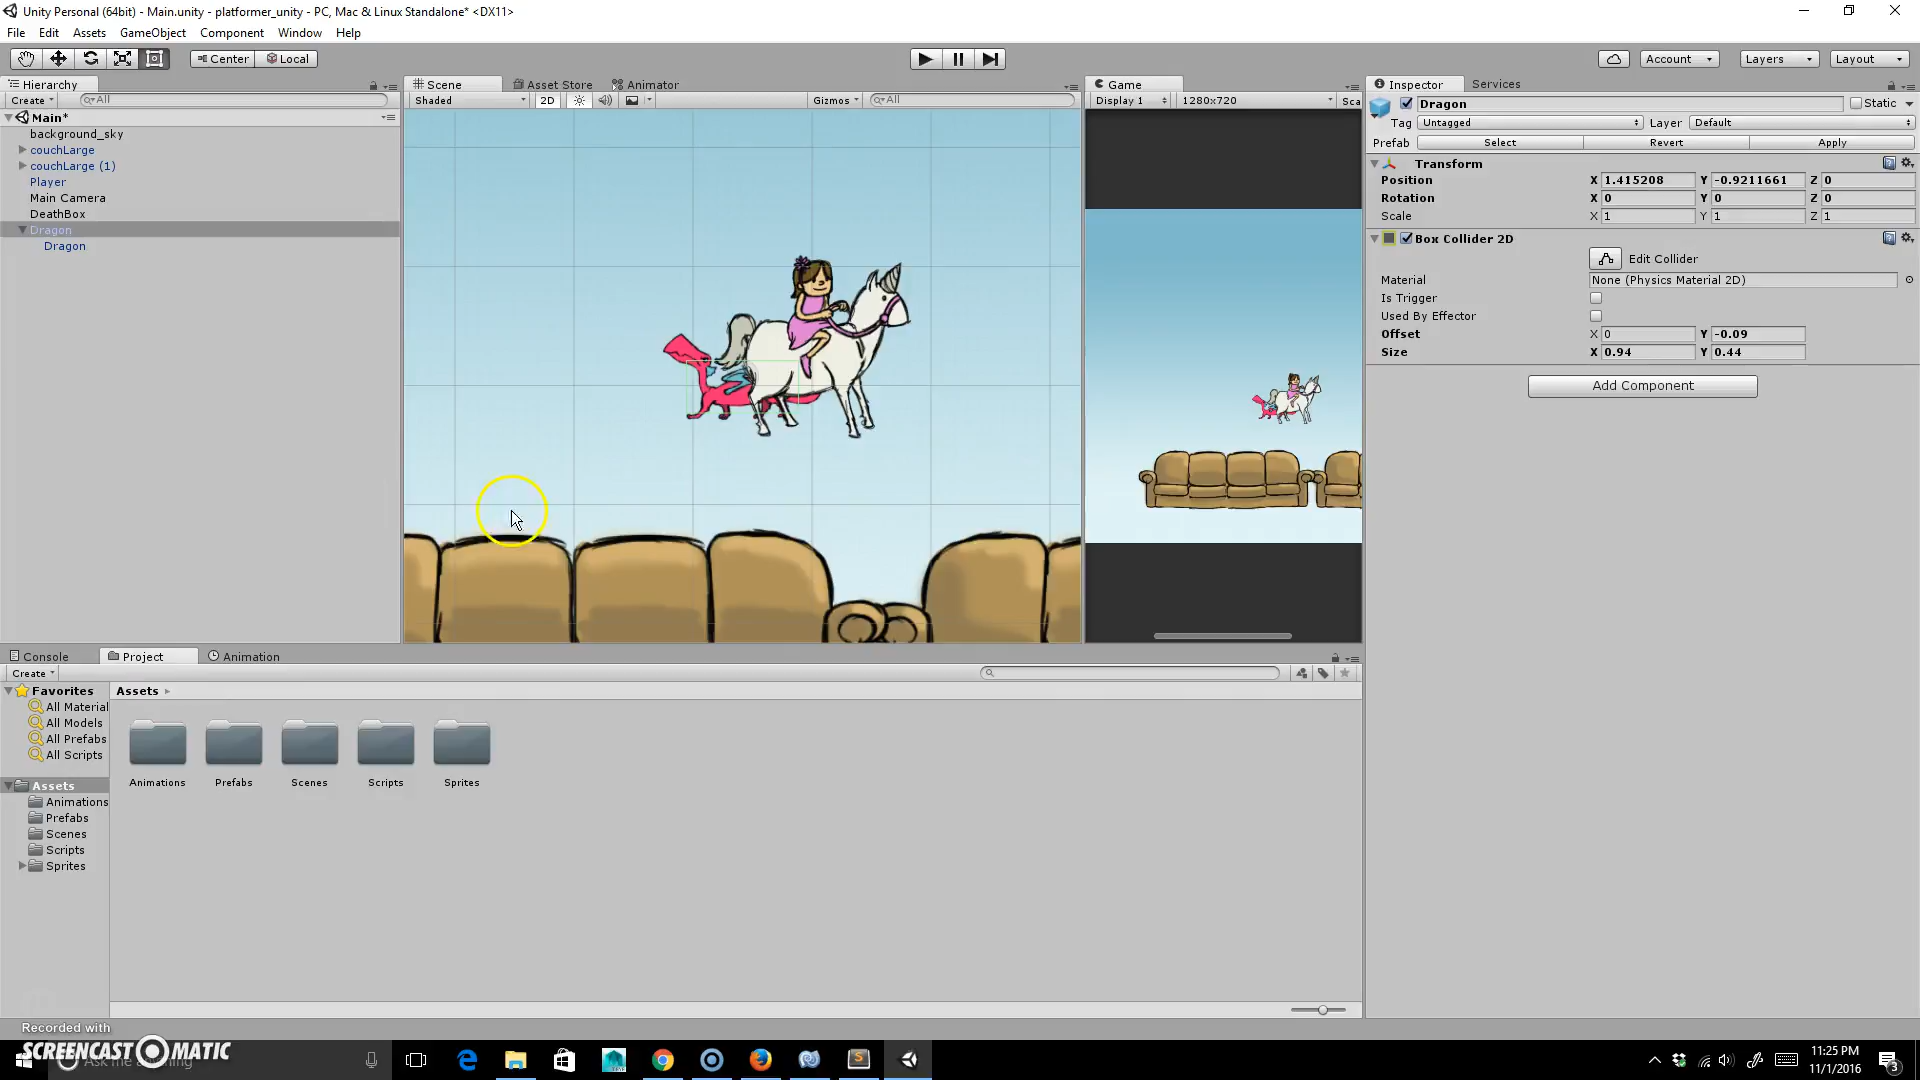 Unity Personal (64bit) - Main.unity - platformer_unity - PC, Mac & Linux Standalone* <DX11>
File Edit Assets GameObject Component Window Help
Center Local Account Layers Layout
Hierarchy
Create All
Main*
background_sky
couchLarge
couchLarge (1)
Player
Main Camera
DeathBox
Dragon
Dragon
Scene Asset Store Animator
Shaded 2D Gizmos All
Game
Display 1 1280x720 Sca
Inspector Services
Dragon Static
Tag Untagged Layer Default
Prefab Select Revert Apply
Transform
Position X 1.415208 Y -0.9211661 Z 0
Rotation X 0 Y 0 Z 0
Scale X 1 Y 1 Z 1
Box Collider 2D
Edit Collider
Material None (Physics Material 2D)
Is Trigger
Used By Effector
Offset X 0 Y -0.09
Size X 0.94 Y 0.44
Add Component
Console Project Animation
Create
Favorites
All Material
All Models
All Prefabs
All Scripts
Assets
Animations
Prefabs
Scenes
Scripts
Sprites
Assets
Animations Prefabs Scenes Scripts Sprites
Recorded with
SCREENCAST MATIC
11:25 PM
11/1/2016
3